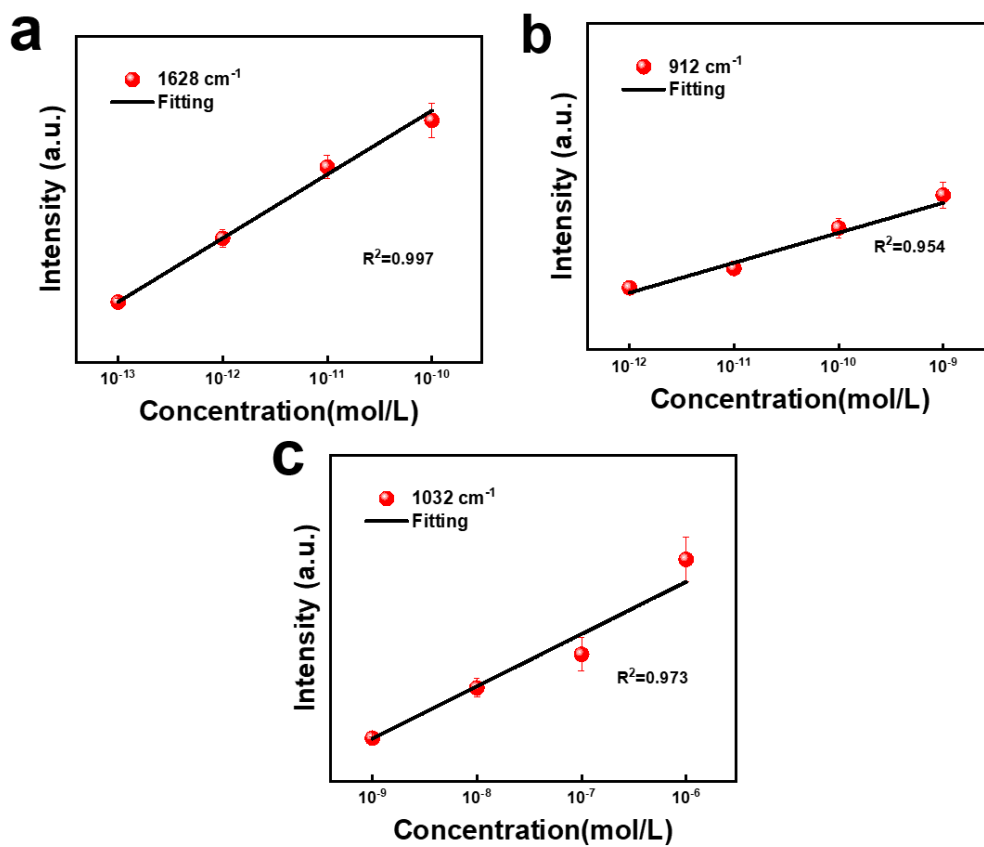 a
1628 cm⁻¹
Fitting
R²=0.997
Intensity (a.u.)
10⁻¹³ 10⁻¹² 10⁻¹¹ 10⁻¹⁰
Concentration(mol/L)
b
912 cm⁻¹
Fitting
R²=0.954
Intensity (a.u.)
10⁻¹² 10⁻¹¹ 10⁻¹⁰ 10⁻⁹
Concentration(mol/L)
c
1032 cm⁻¹
Fitting
R²=0.973
Intensity (a.u.)
10⁻⁹ 10⁻⁸ 10⁻⁷ 10⁻⁶
Concentration(mol/L)